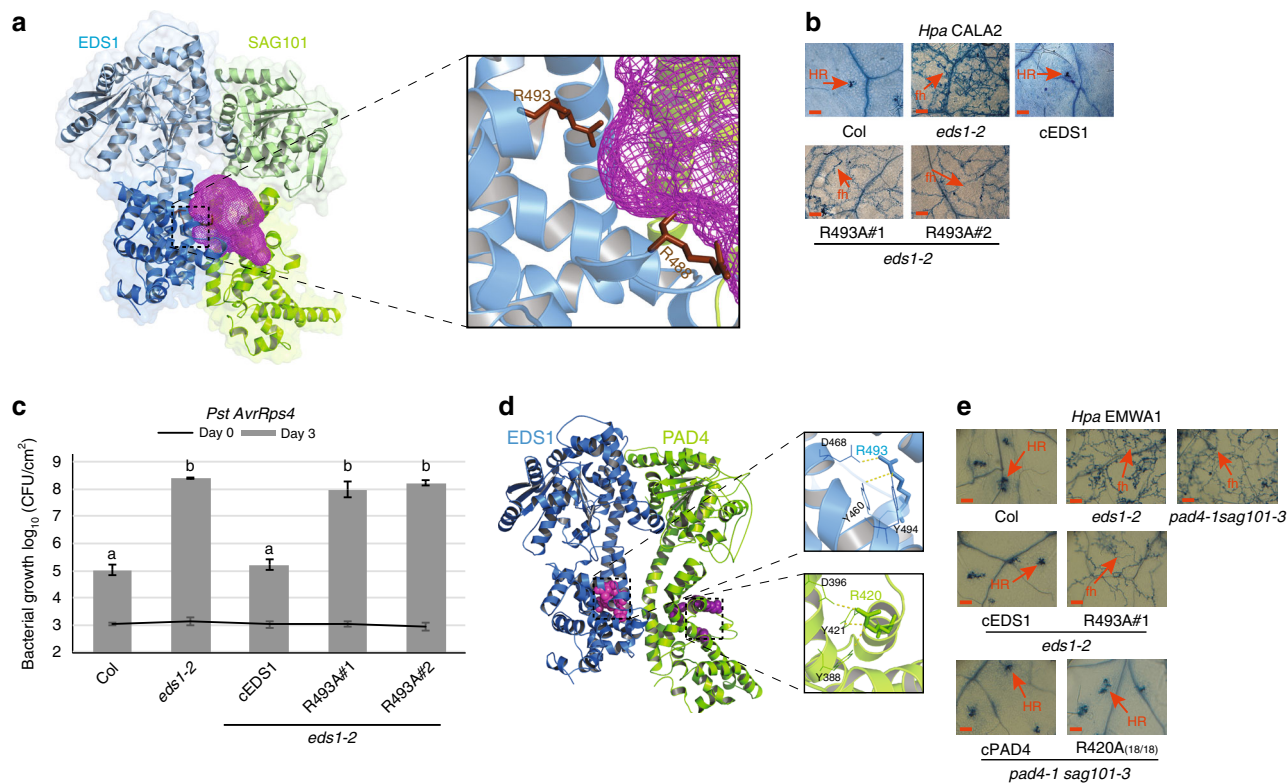 a
EDS1
SAG101
R493
R488
b
Hpa CALA2
HR
fh
HR
Col
eds1-2
cEDS1
fh
fh
R493A#1
R493A#2
eds1-2
c
Pst AvrRps4
Day 0
Day 3
Bacterial growth log10 (CFU/cm2)
9
8
7
6
5
4
3
2
a
b
a
b
b
Col
eds1-2
cEDS1
R493A#1
R493A#2
eds1-2
d
EDS1
PAD4
D468
R493
Y460
Y494
D396
R420
Y421
Y388
e
Hpa EMWA1
HR
fh
fh
Col
eds1-2
pad4-1sag101-3
HR
fh
cEDS1
R493A#1
eds1-2
HR
HR
cPAD4
R420A(18/18)
pad4-1 sag101-3